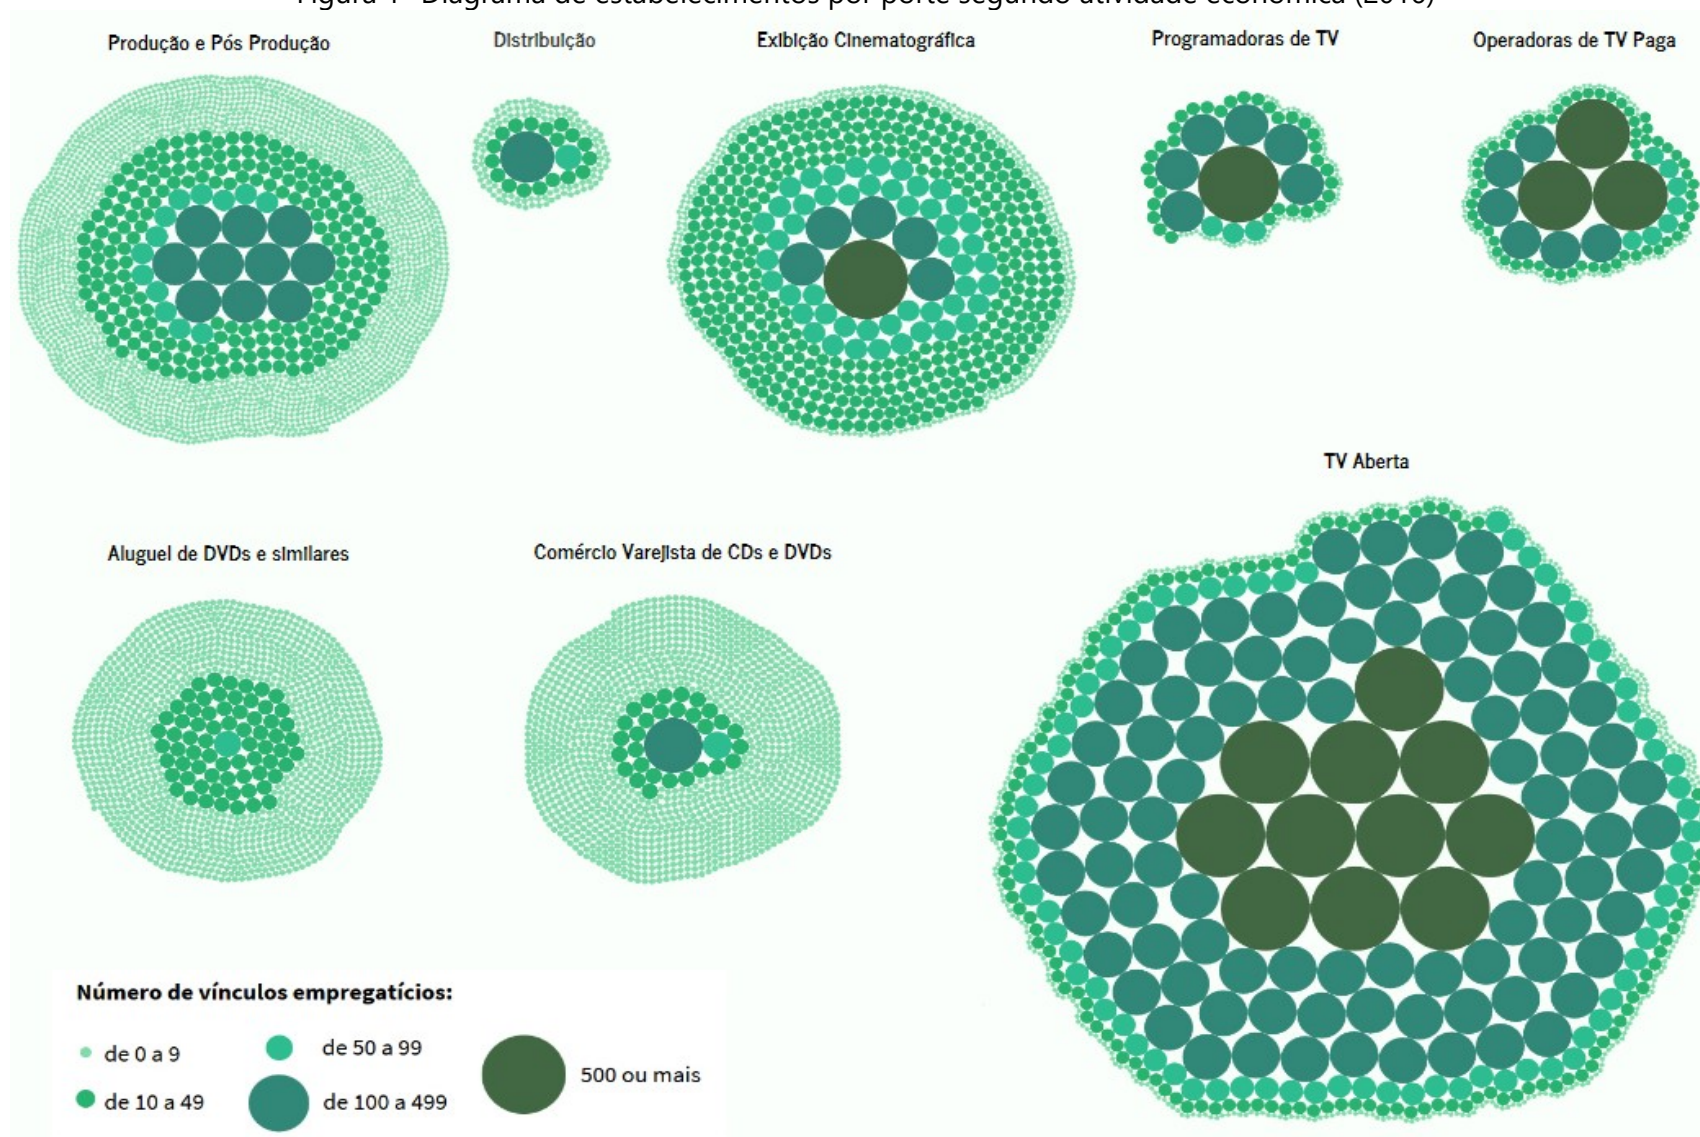 Produção e Pós Produção
Distribuição
Exibição Cinematográfica
Programadoras de TV
Operadoras de TV Paga
TV Aberta
Aluguel de DVDs e similares
Comércio Varejista de CDs e DVDs
Número de vínculos empregatícios:
de 0 a 9
de 50 a 99
500 ou mais
de 10 a 49
de 100 a 499